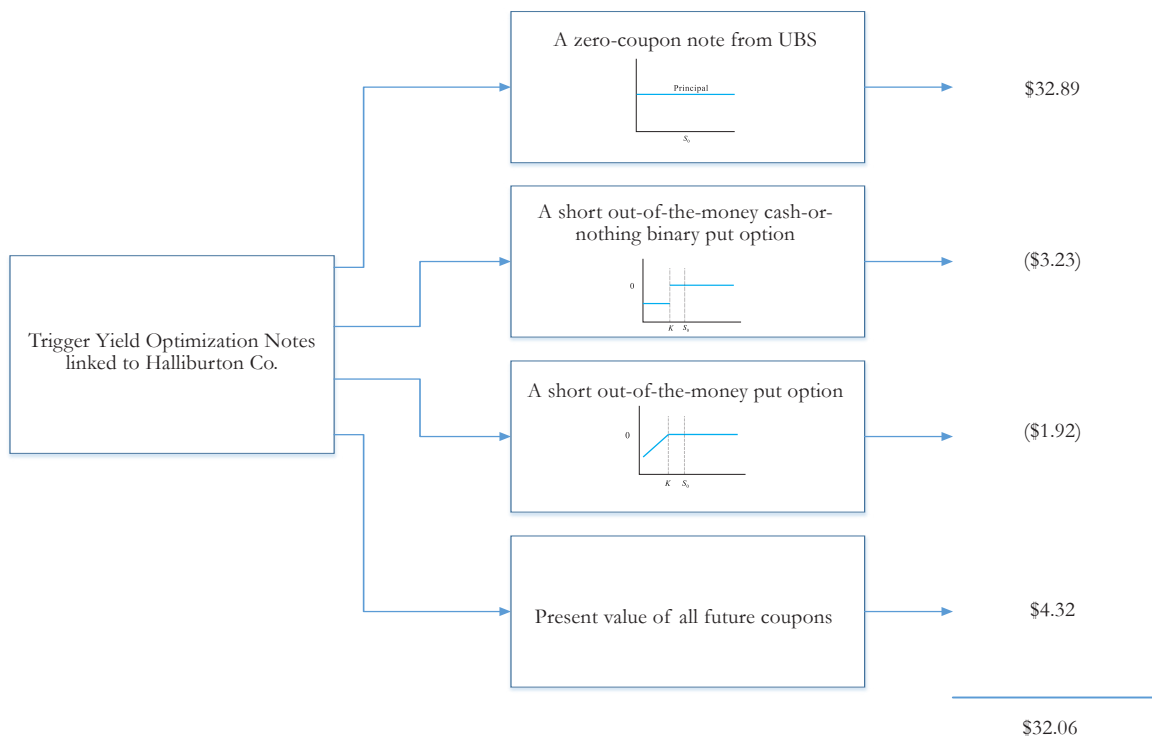 A zero-coupon note from UBS
Principal
S₀
$32.89
A short out-of-the-money cash-or-
nothing binary put option
0
K S₀
($3.23)
Trigger Yield Optimization Notes
linked to Halliburton Co.
A short out-of-the-money put option
0
K S₀
($1.92)
Present value of all future coupons
$4.32
$32.06